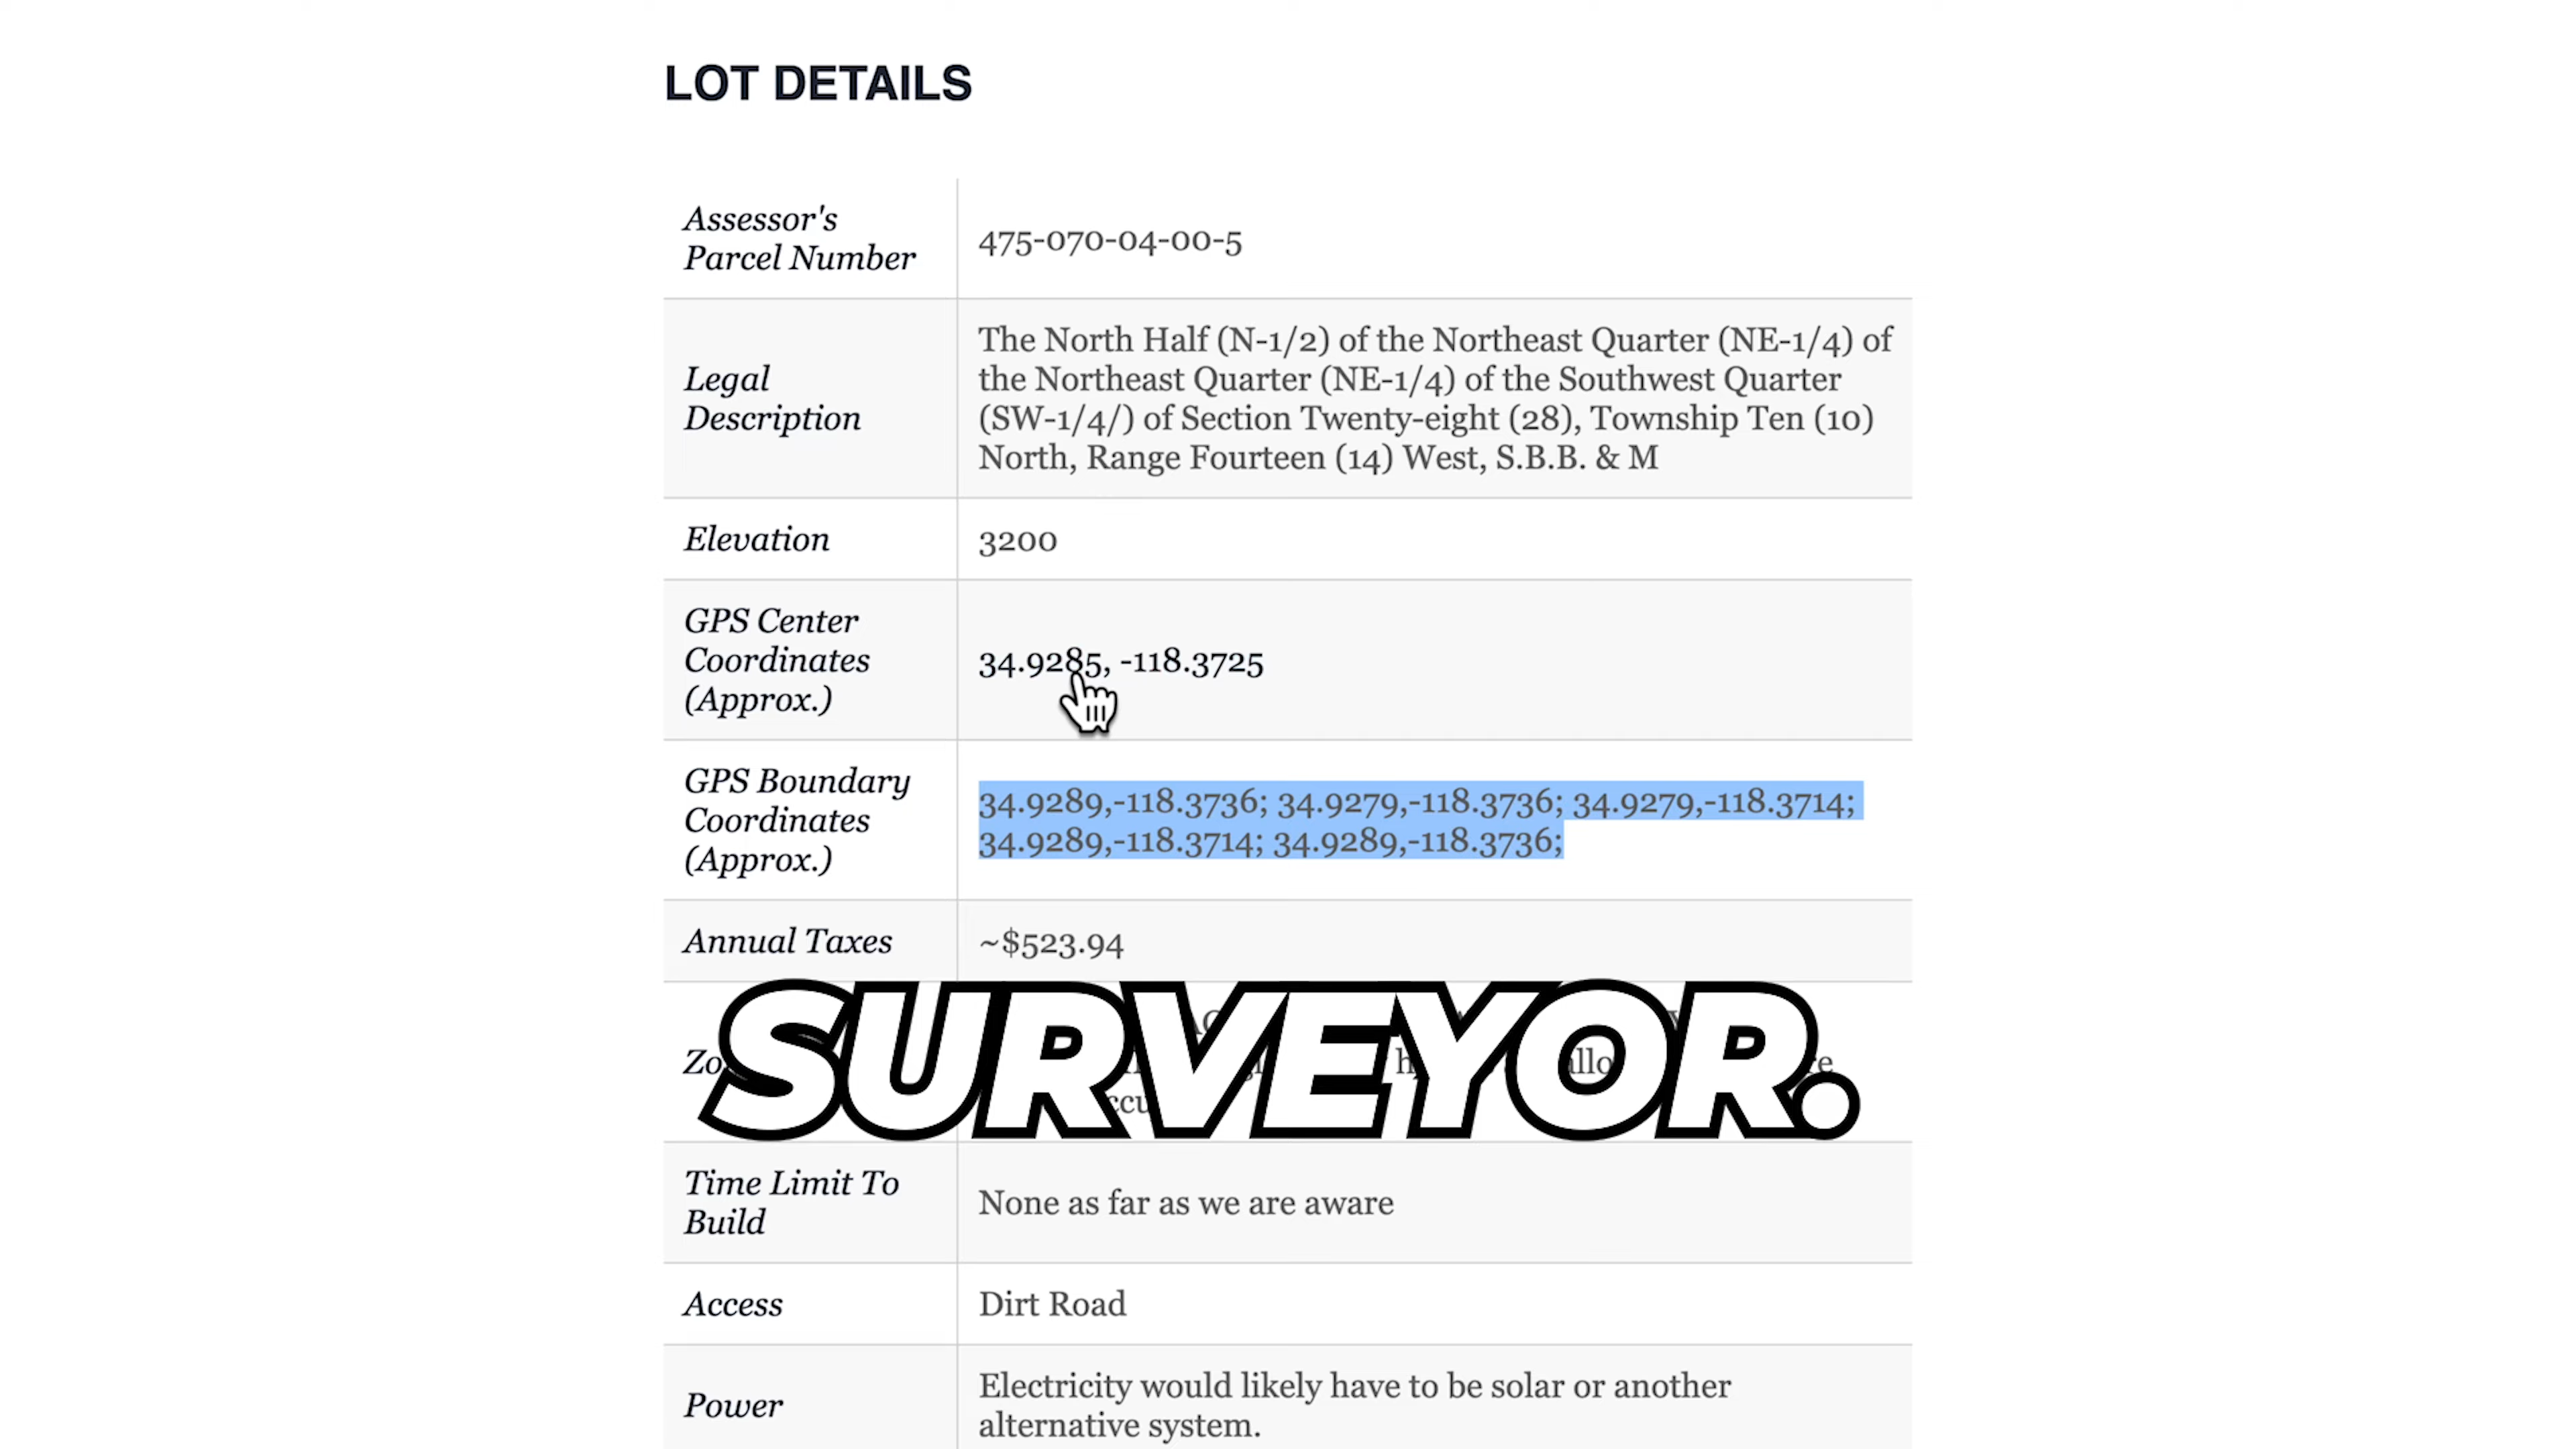 LOT DETAILS
Assessor's
Parcel Number
475-070-04-00-5
Legal
Description
The North Half (N-1/2) of the Northeast Quarter (NE-1/4) of
the Northeast Quarter (NE-1/4) of the Southwest Quarter
(SW-1/4/) of Section Twenty-eight (28), Township Ten (10)
North, Range Fourteen (14) West, S.B.B. & M
Elevation
3200
GPS Center
Coordinates
(Approx.)
34.9285, -118.3725
GPS Boundary
Coordinates
(Approx.)
34.9289,-118.3736; 34.9279,-118.3736; 34.9279,-118.3714;
34.9289,-118.3714; 34.9289,-118.3736;
Annual Taxes
~$523.94
SURVEYOR.
Time Limit To
Build
None as far as we are aware
Access
Dirt Road
Power
Electricity would likely have to be solar or another
alternative system.